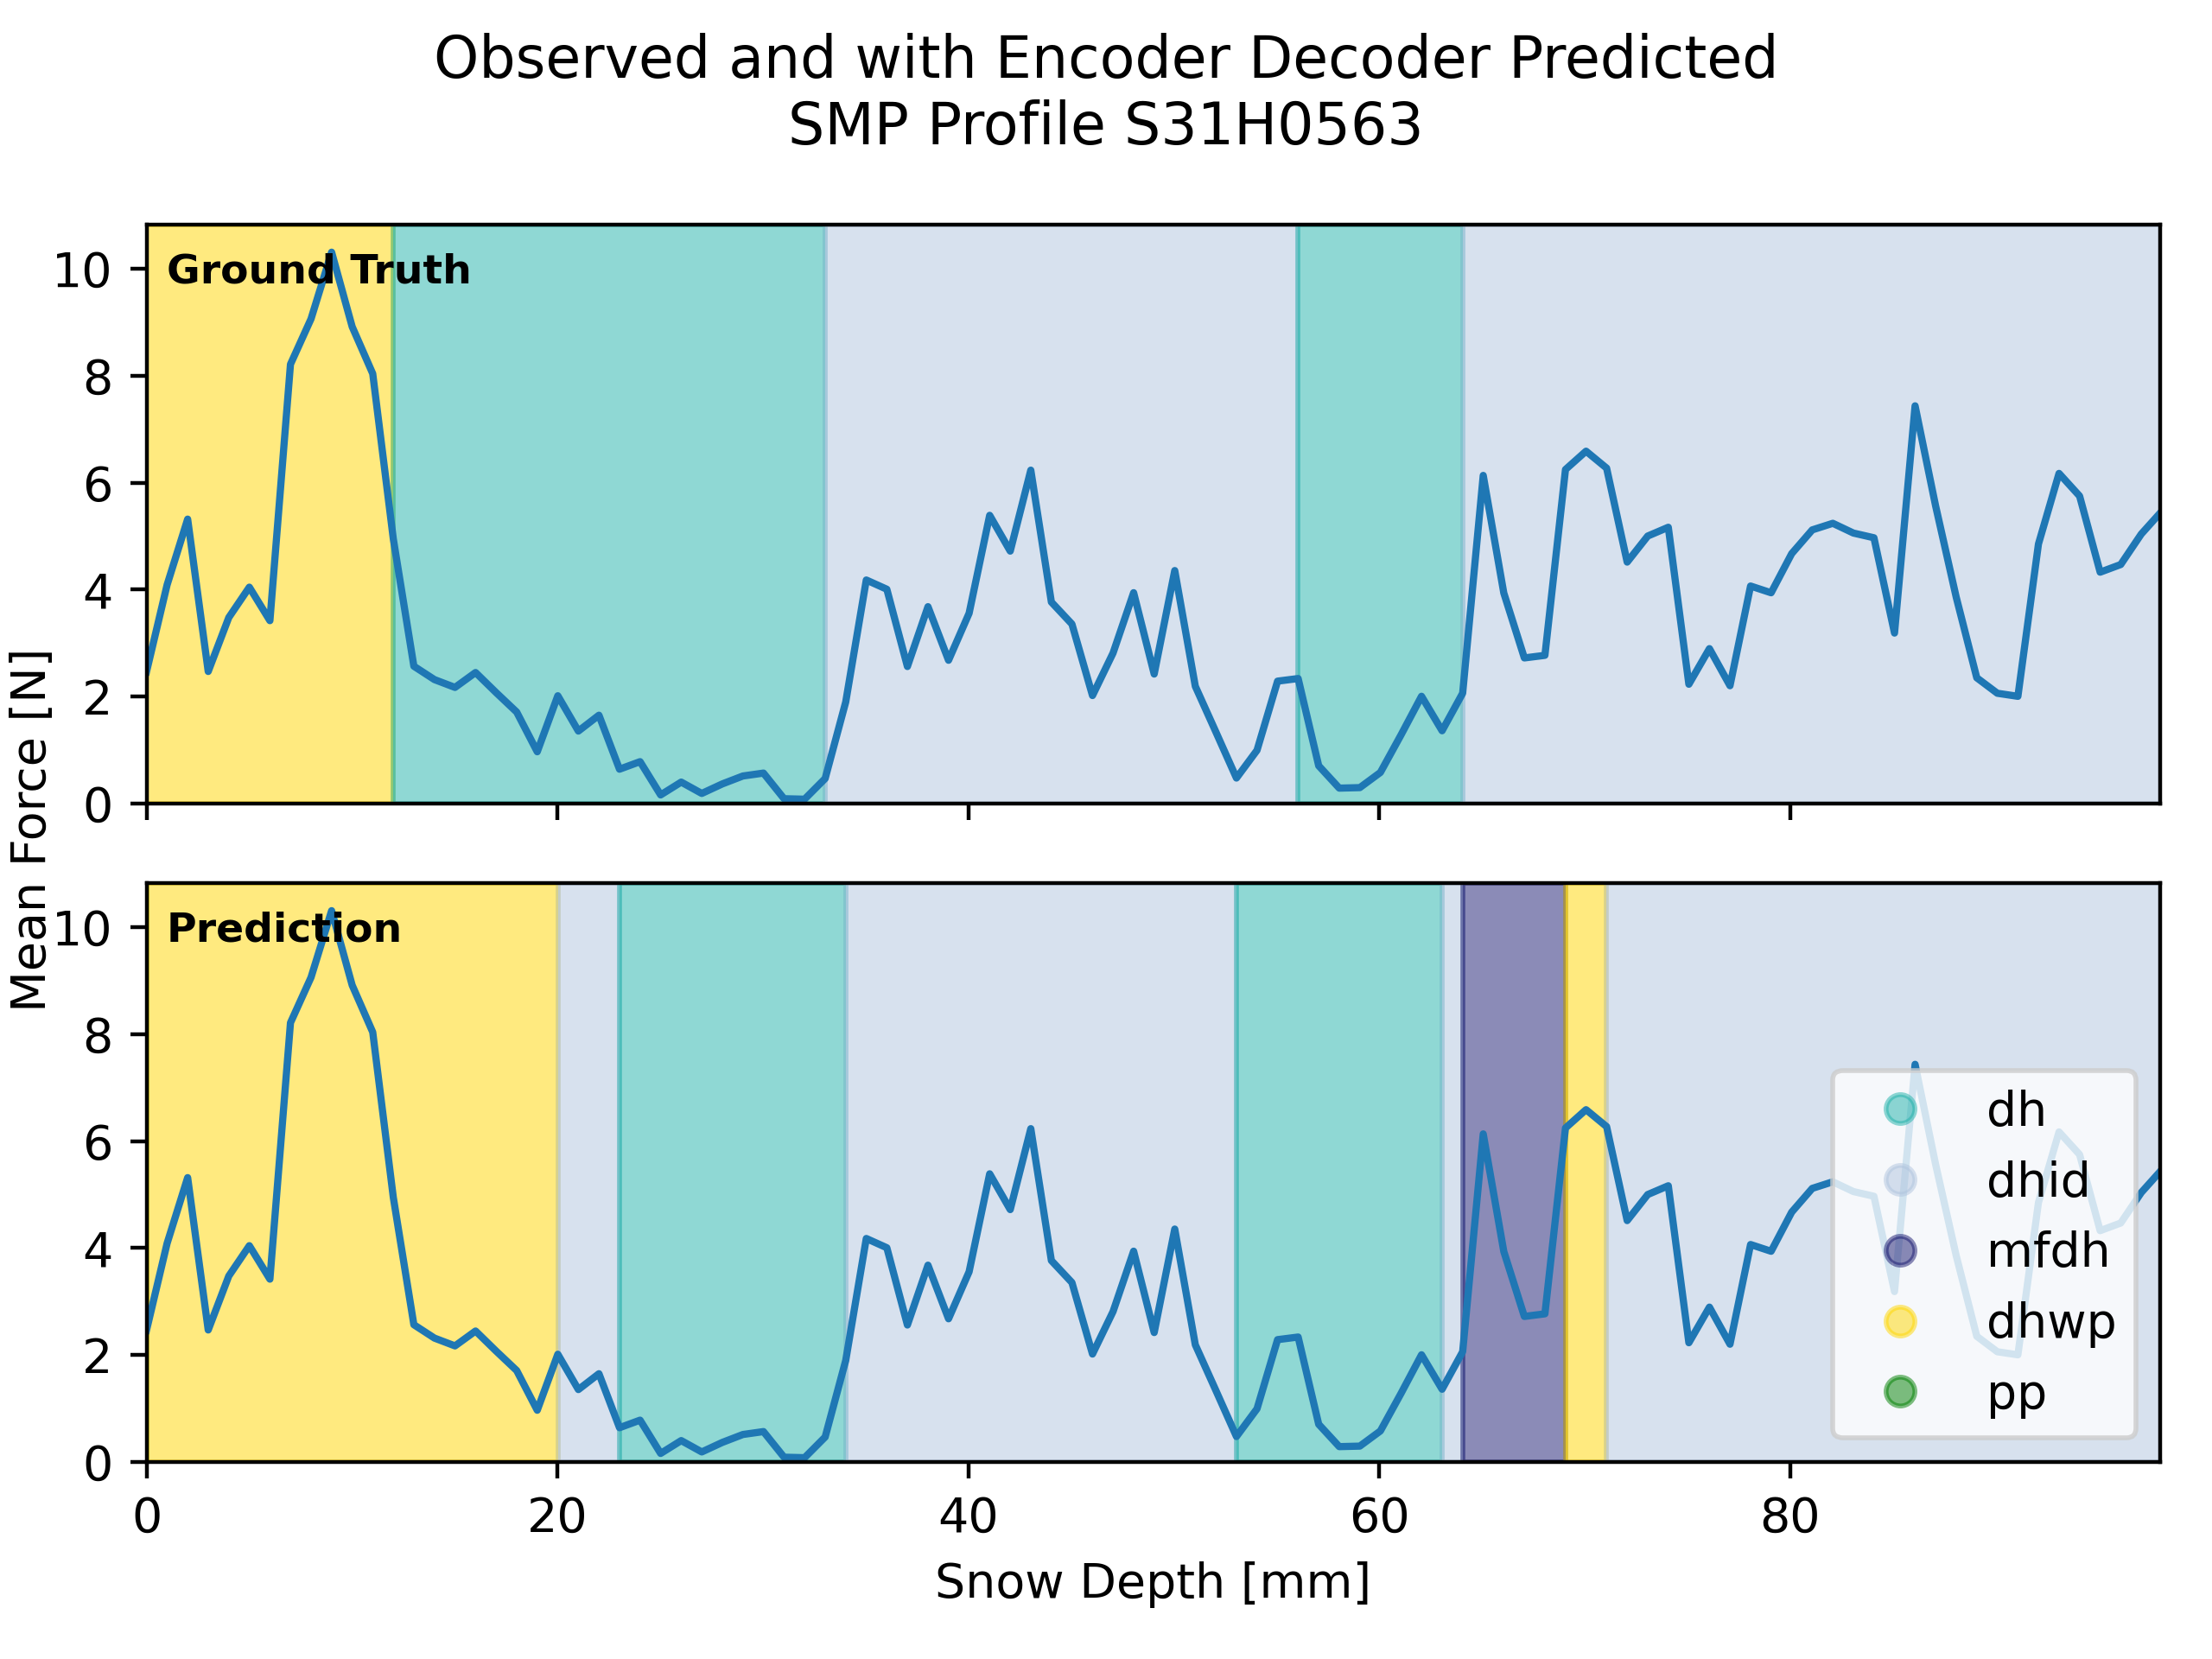 Observed and with Encoder Decoder Predicted
SMP Profile S31H0563
Mean Force [N]
Ground Truth
10
8
6
4
2
0
Prediction
10
8
6
4
2
0
dh
dhid
mfdh
dhwp
pp
0 20 40 60 80
Snow Depth [mm]